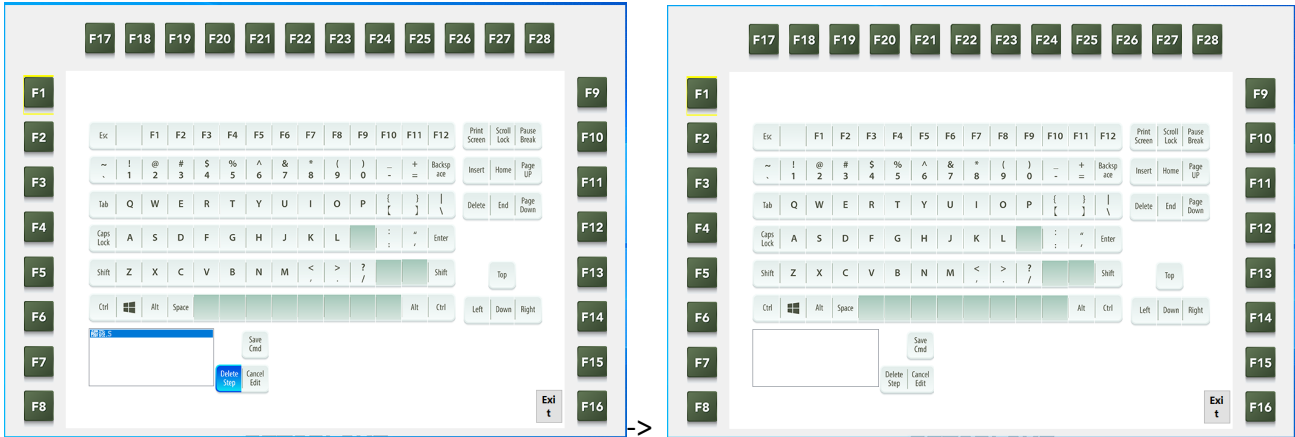 F17 F18 F19 F20 F21 F22 F23 F24 F25 F26 F27 F28
F1 F9
Esc F1 F2 F3 F4 F5 F6 F7 F8 F9 F10 F11 F12 Print Screen Scroll Lock Pause Break
F2 F10
~ ` ! 1 @ 2 # 3 $ 4 % 5 ^ 6 & 7 * 8 ( 9 ) 0 _ - + = Backsp ace Insert Home Page UP
F3 F11
Tab Q W E R T Y U I O P { [ } ] | \ Delete End Page Down
F4 F12
Caps Lock A S D F G H J K L : ; “ ‘ Enter
F5 F13
Shift Z X C V B N M < , > . ? / Shift Top
F6 F14
Ctrl Alt Space Alt Ctrl Left Down Right
Save Cmd
F7 F15
Delete Step Cancel Edit
F8 F16
Exi
t
->
F17 F18 F19 F20 F21 F22 F23 F24 F25 F26 F27 F28
F1 F9
Esc F1 F2 F3 F4 F5 F6 F7 F8 F9 F10 F11 F12 Print Screen Scroll Lock Pause Break
F2 F10
~ ` ! 1 @ 2 # 3 $ 4 % 5 ^ 6 & 7 * 8 ( 9 ) 0 _ - + = Backsp ace Insert Home Page UP
F3 F11
Tab Q W E R T Y U I O P { [ } ] | \ Delete End Page Down
F4 F12
Caps Lock A S D F G H J K L : ; “ ‘ Enter
F5 F13
Shift Z X C V B N M < , > . ? / Shift Top
F6 F14
Ctrl Alt Space Alt Ctrl Left Down Right
Save Cmd
F7 F15
Delete Step Cancel Edit
F8 F16
Exi
t